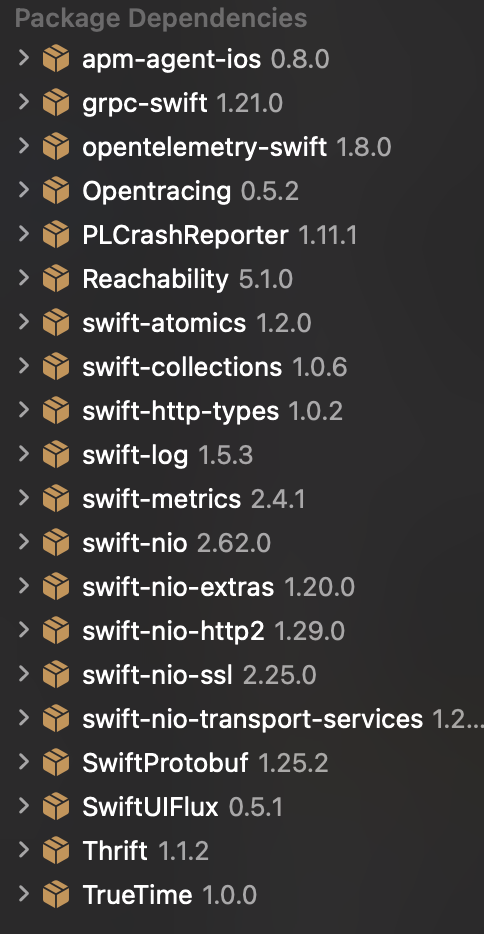 Package Dependencies
apm-agent-ios 0.8.0
grpc-swift 1.21.0
opentelemetry-swift 1.8.0
Opentracing 0.5.2
PLCrashReporter 1.11.1
Reachability 5.1.0
swift-atomics 1.2.0
swift-collections 1.0.6
swift-http-types 1.0.2
swift-log 1.5.3
swift-metrics 2.4.1
swift-nio 2.62.0
swift-nio-extras 1.20.0
swift-nio-http2 1.29.0
swift-nio-ssl 2.25.0
swift-nio-transport-services 1.2...
SwiftProtobuf 1.25.2
SwiftUIFlux 0.5.1
Thrift 1.1.2
TrueTime 1.0.0